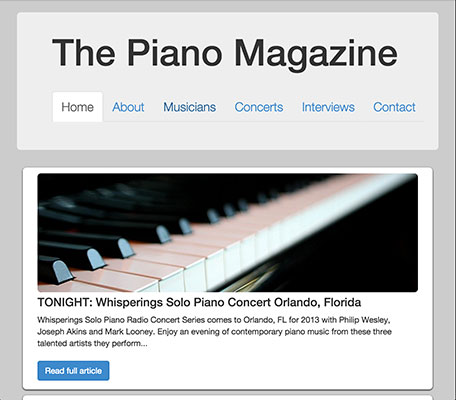 The Piano Magazine
Home About Musicians Concerts Interviews Contact
TONIGHT: Whisperings Solo Piano Concert Orlando, Florida
Whisperings Solo Piano Radio Concert Series comes to Orlando, FL for 2013 with Philip Wesley,
Joseph Akins and Mark Looney. Enjoy an evening of contemporary piano music from these three
talented artists they perform...
Read full article